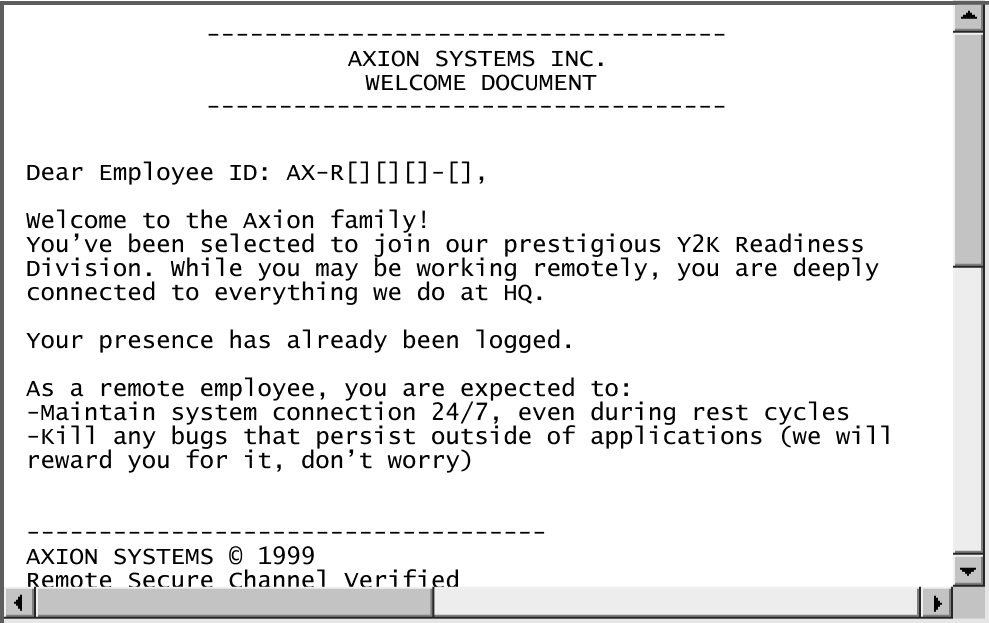 ------------------------------------
AXION SYSTEMS INC.
WELCOME DOCUMENT
------------------------------------
Dear Employee ID: AX-R[][][]-[],
Welcome to the Axion family!
You've been selected to join our prestigious Y2K Readiness
Division. While you may be working remotely, you are deeply
connected to everything we do at HQ.
Your presence has already been logged.
As a remote employee, you are expected to:
-Maintain system connection 24/7, even during rest cycles
-Kill any bugs that persist outside of applications (we will
reward you for it, don't worry)
------------------------------------
AXION SYSTEMS © 1999
Remote Secure Channel Verified